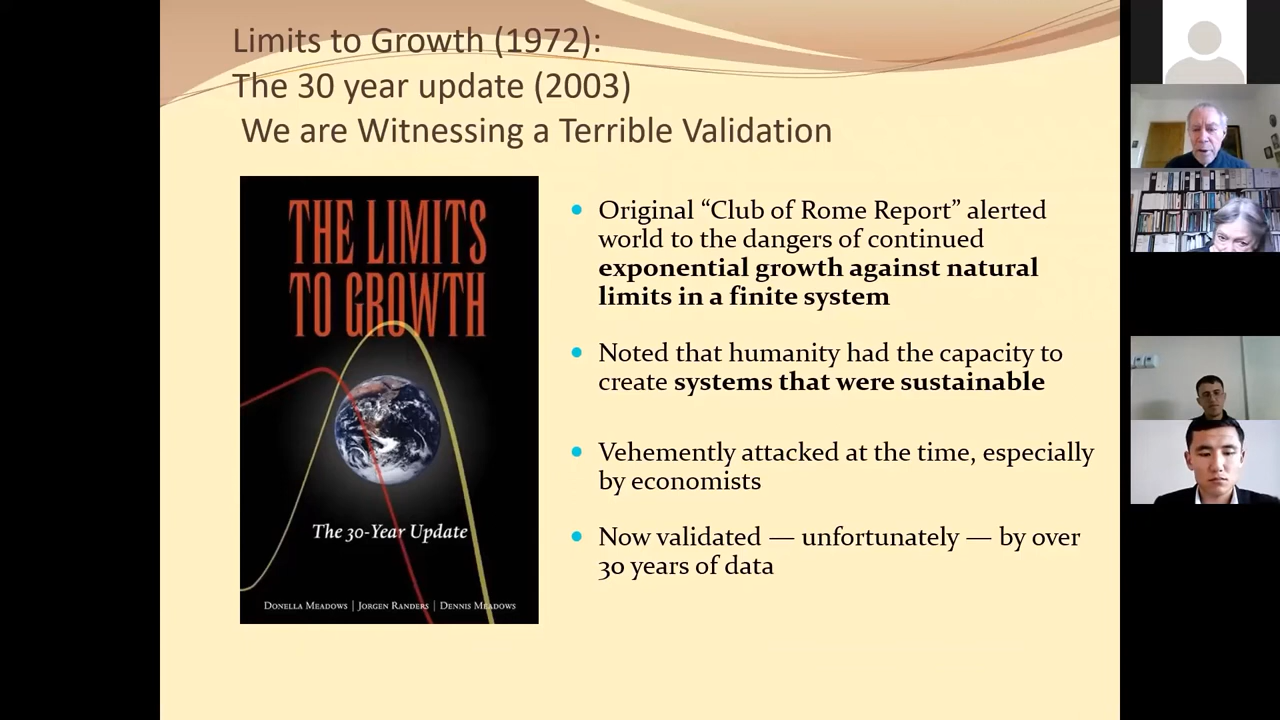 Limits to Growth (1972):
The 30 year update (2003)
We are Witnessing a Terrible Validation
THE LIMITS
TO GROWTH
The 30-Year Update
Donella Meadows | Jorgen Randers | Dennis Meadows
• Original “Club of Rome Report” alerted
world to the dangers of continued
exponential growth against natural
limits in a finite system
• Noted that humanity had the capacity to
create systems that were sustainable
• Vehemently attacked at the time, especially
by economists
• Now validated — unfortunately — by over
30 years of data